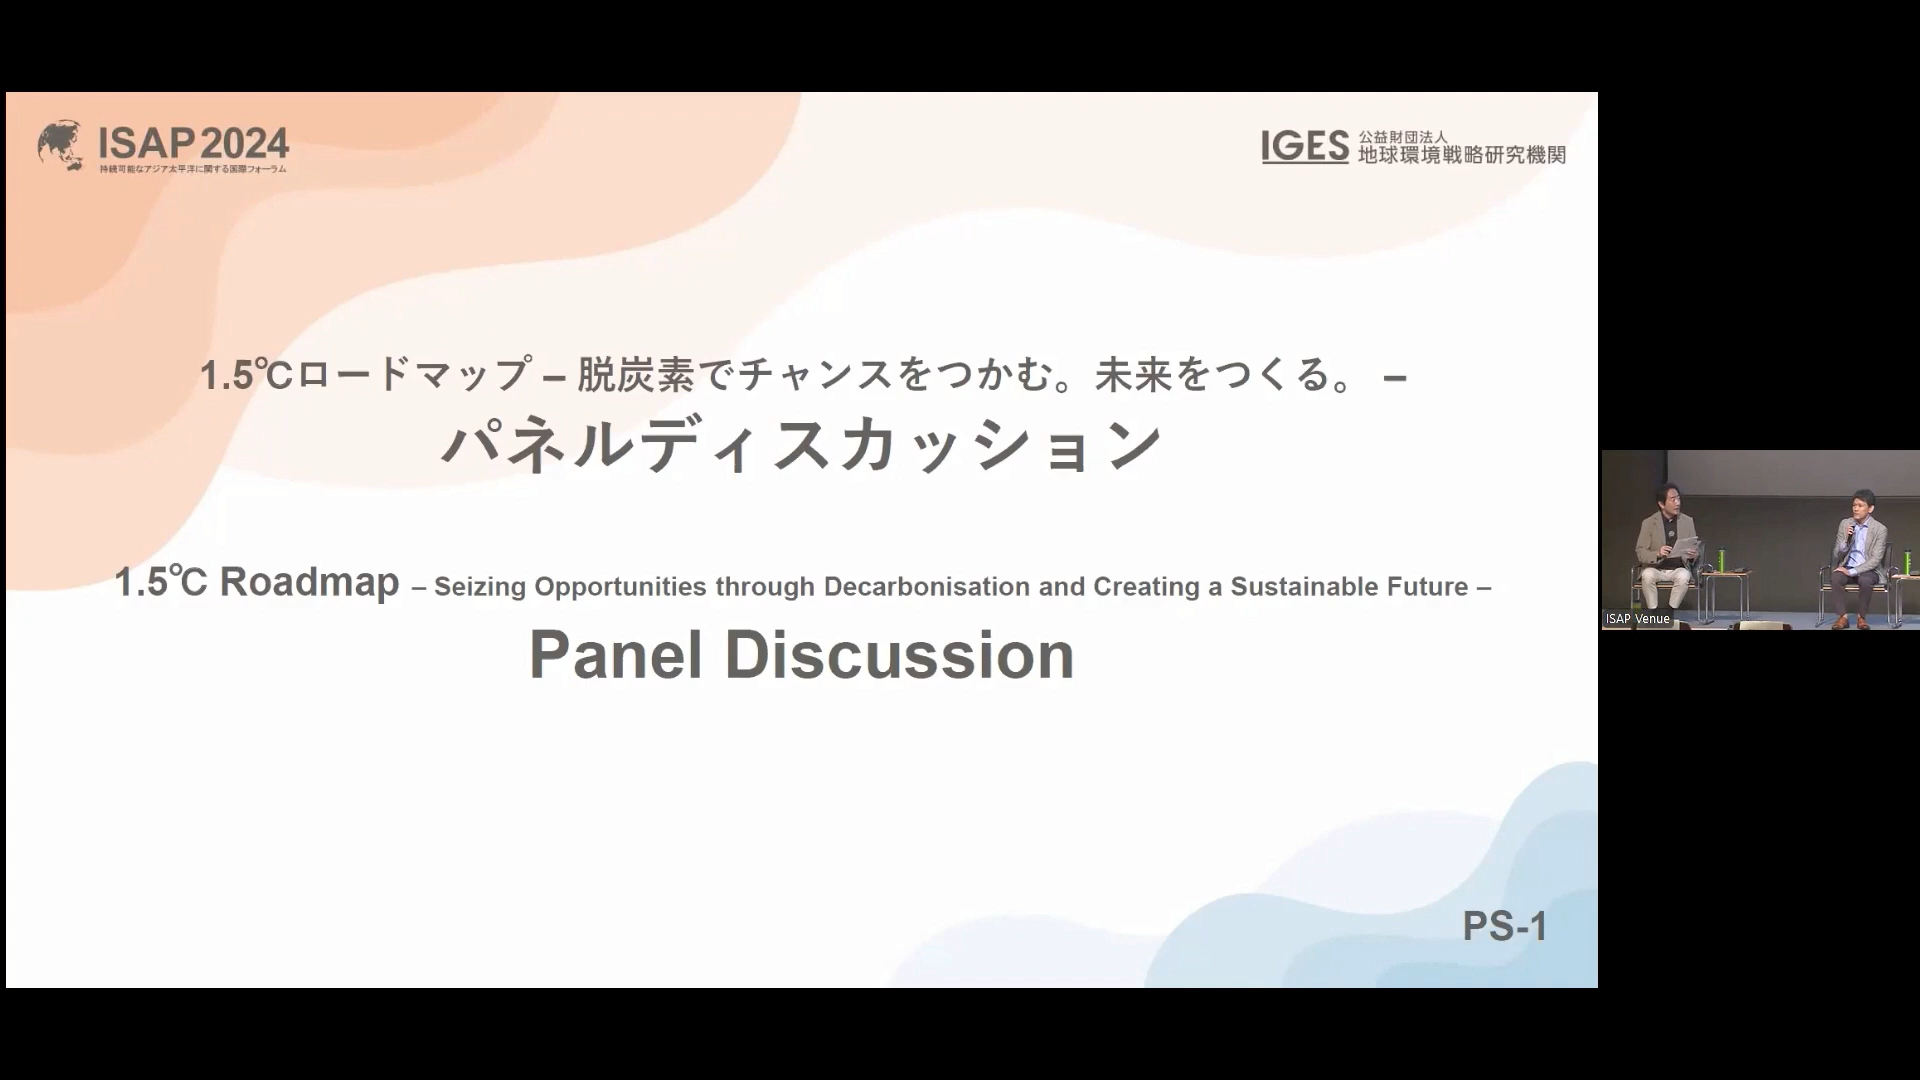 ISAP 2024
持続可能なアジア太平洋に関する国際フォーラム
IGES 公益財団法人
地球環境戦略研究機関
1.5℃ロードマップ – 脱炭素でチャンスをつかむ。未来をつくる。 –
パネルディスカッション
1.5℃ Roadmap – Seizing Opportunities through Decarbonisation and Creating a Sustainable Future –
Panel Discussion
PS-1
ISAP Venue